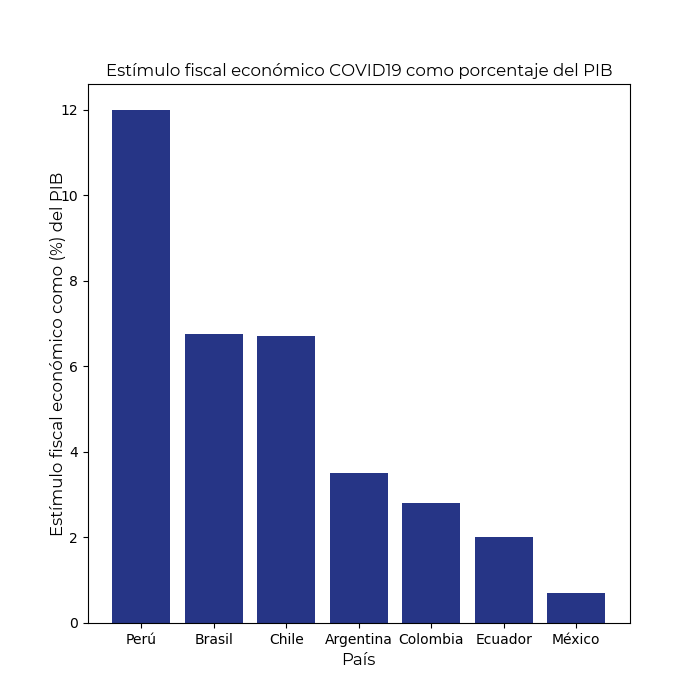 Estímulo fiscal económico COVID19 como porcentaje del PIB
Estímulo fiscal económico como (%) del PIB
12
10
8
6
4
2
0
Perú Brasil Chile Argentina Colombia Ecuador México
País